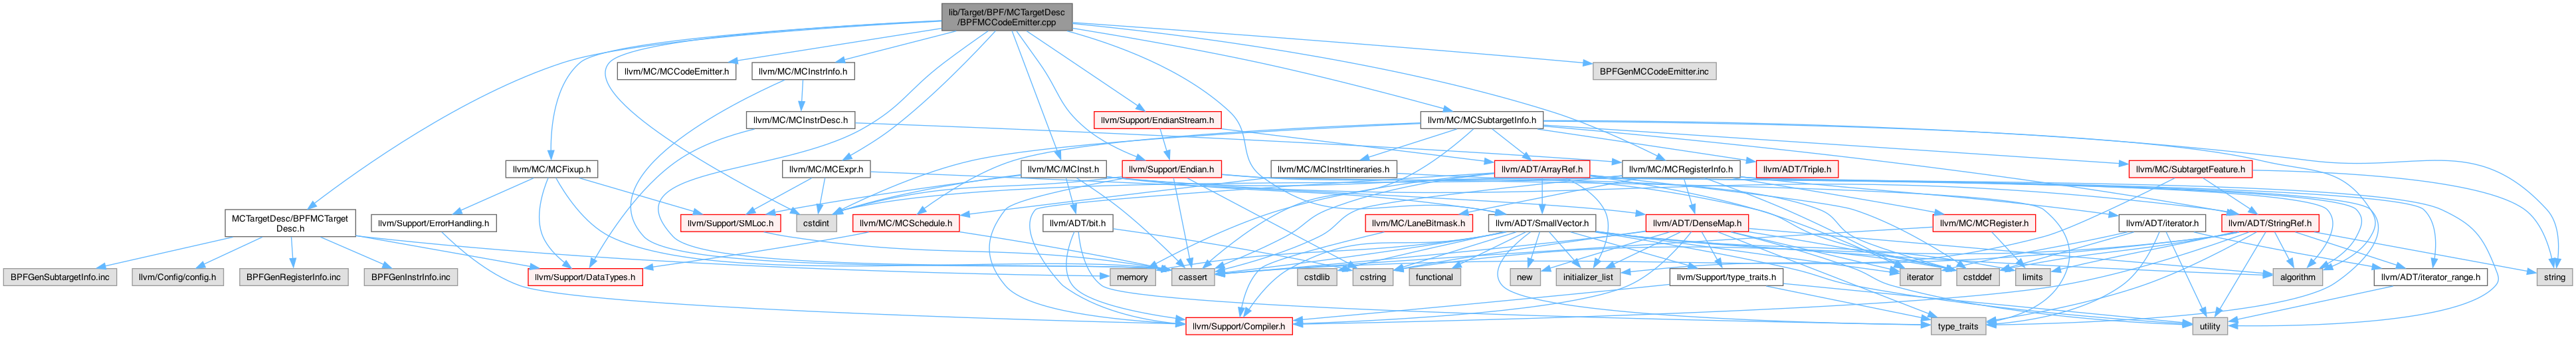 lib/Target/BPF/MCTargetDesc
/BPFMCCodeEmitter.cpp
llvm/MC/MCCodeEmitter.h
llvm/MC/MCInstrInfo.h
BPFGenMCCodeEmitter.inc
llvm/MC/MCInstrDesc.h
llvm/Support/EndianStream.h
llvm/MC/MCSubtargetInfo.h
llvm/MC/MCFixup.h
llvm/MC/MCExpr.h
llvm/MC/MCInst.h
llvm/Support/Endian.h
llvm/MC/MCInstrItineraries.h
llvm/ADT/ArrayRef.h
llvm/MC/MCRegisterInfo.h
llvm/ADT/Triple.h
llvm/MC/SubtargetFeature.h
MCTargetDesc/BPFMCTarget
Desc.h
llvm/Support/ErrorHandling.h
llvm/Support/SMLoc.h
cstdint
llvm/MC/MCSchedule.h
llvm/ADT/bit.h
llvm/MC/LaneBitmask.h
llvm/ADT/SmallVector.h
llvm/ADT/DenseMap.h
llvm/MC/MCRegister.h
llvm/ADT/iterator.h
llvm/ADT/StringRef.h
BPFGenSubtargetInfo.inc
llvm/Config/config.h
BPFGenRegisterInfo.inc
BPFGenInstrInfo.inc
llvm/Support/DataTypes.h
memory
cassert
cstdlib
cstring
functional
new
initializer_list
llvm/Support/type_traits.h
iterator
cstddef
limits
algorithm
llvm/ADT/iterator_range.h
string
llvm/Support/Compiler.h
type_traits
utility